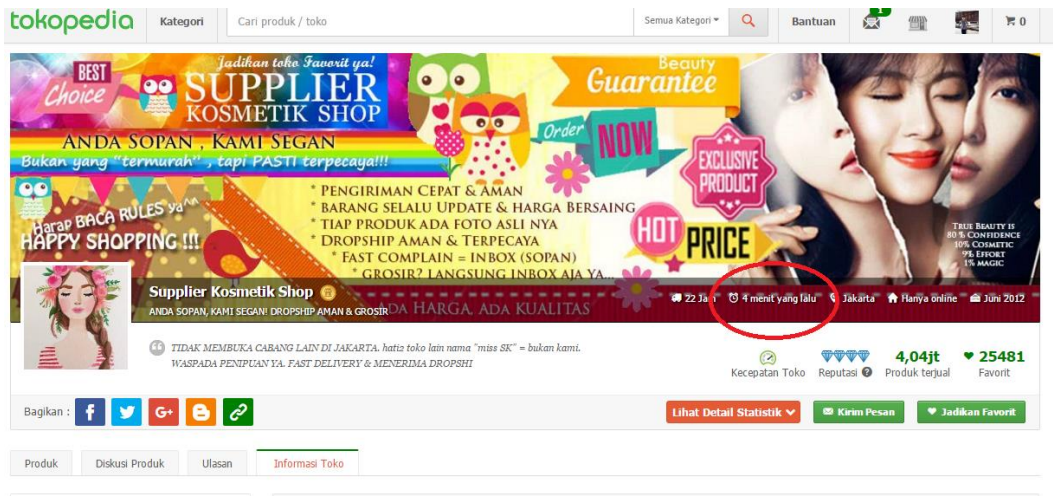 tokopedia Kategori Cari produk / toko Semua Kategori Bantuan 1 0
BEST
Choice
Jadikan toko Favorit ya!
SUPPLIER
KOSMETIK SHOP
ANDA SOPAN , KAMI SEGAN
Bukan yang "termurah" , tapi PASTI terpecaya!!!
Harap BACA RULES ya^^
HAPPY SHOPPING !!!
Beauty
Guarantee
Order
NOW
EXCLUSIVE
PRODUCT
HOT
PRICE
* PENGIRIMAN CEPAT & AMAN
* BARANG SELALU UPDATE & HARGA BERSAING
* TIAP PRODUK ADA FOTO ASLI NYA
* DROPSHIP AMAN & TERPECAYA
* FAST COMPLAIN = INBOX (SOPAN)
* GROSIR? LANGSUNG INBOX AJA YA...
ADA HARGA, ADA KUALITAS
TRUE BEAUTY IS
80 % CONFIDENCE
10% COSMETIC
9% EFFORT
1% MAGIC
Supplier Kosmetik Shop
ANDA SOPAN, KAMI SEGAN! DROPSHIP AMAN & GROSIR
22 Jam 4 menit yang lalu Jakarta Hanya online Juni 2012
TIDAK MEMBUKA CABANG LAIN DI JAKARTA. hatiz toko lain nama "miss SK" = bukan kami.
WASPADA PENIPUAN YA. FAST DELIVERY & MENERIMA DROPSHI
Kecepatan Toko
Reputasi
4,04jt
Produk terjual
25481
Favorit
Bagikan :
Lihat Detail Statistik
Kirim Pesan
Jadikan Favorit
Produk Diskusi Produk Ulasan Informasi Toko